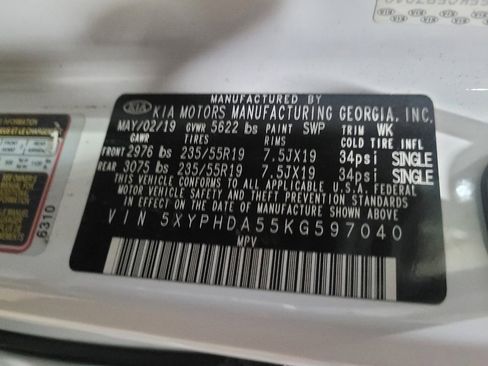 MANUFACTURED BY
KIA KIA MOTORS MANUFACTURING GEORGIA, INC.
MAY/02/19 GVWR 5622 lbs PAINT SWP TRIM WK
GAWR TIRES RIMS COLD TIRE INFL
FRONT 2976 lbs 235/55R19 7.5JX19 34psi SINGLE
REAR 3075 lbs 235/55R19 7.5JX19 34psi SINGLE
THIS VEHICLE CONFORMS TO ALL APPLICABLE U.S.A. FEDERAL
MOTOR VEHICLE SAFETY AND THEFT PREVENTION STANDARDS
IN EFFECT ON THE DATE OF MANUFACTURE SHOWN ABOVE.
VIN 5XYPHDA55KG597040
MPV
6310